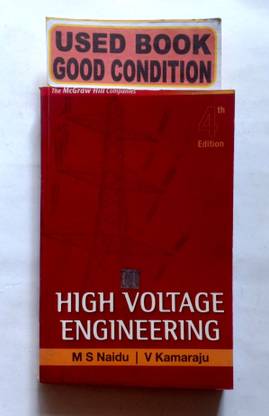 USED BOOK
GOOD CONDITION
The McGraw Hill Companies
4th
Edition
HIGH VOLTAGE
ENGINEERING
M S Naidu | V Kamaraju